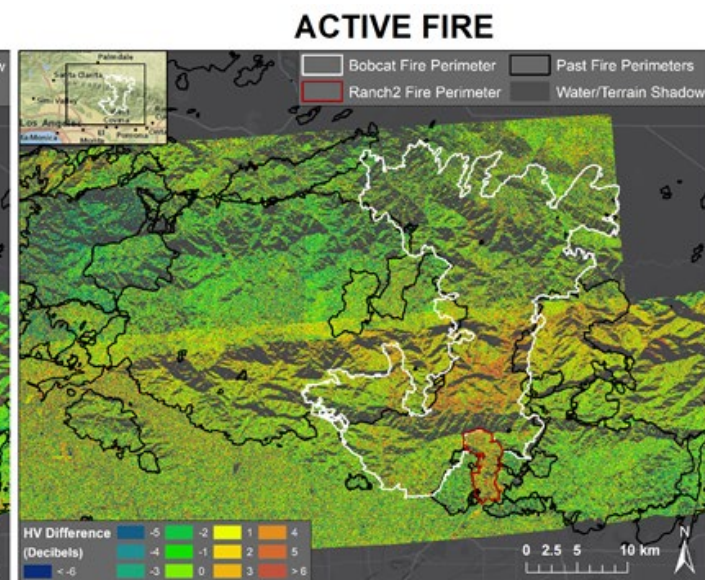 ACTIVE FIRE
Palmdale
Santa Clarita
Simi Valley
Los Angeles
Covina
El
Monte
Pomona
Bobcat Fire Perimeter
Past Fire Perimeters
Ranch2 Fire Perimeter
Water/Terrain Shadow
HV Difference
(Decibels)
-5 -2 1 4
-4 -1 2 5
< -6 -3 0 3 > 6
N
0 2.5 5 10 km